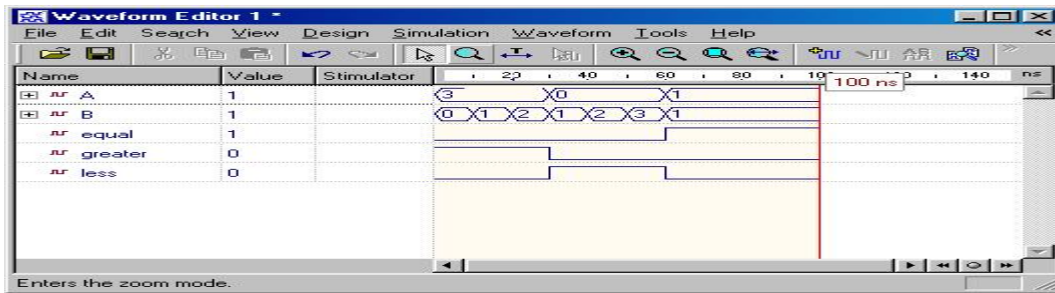 Waveform Editor 1 *
File Edit Search View Design Simulation Waveform Tools Help
Name Value Stimulator 20 40 60 80 140 ns
100 ns
A 1 3 0 1
B 1 0 1 2 1 2 3 1
equal 1
greater 0
less 0
Enters the zoom mode.